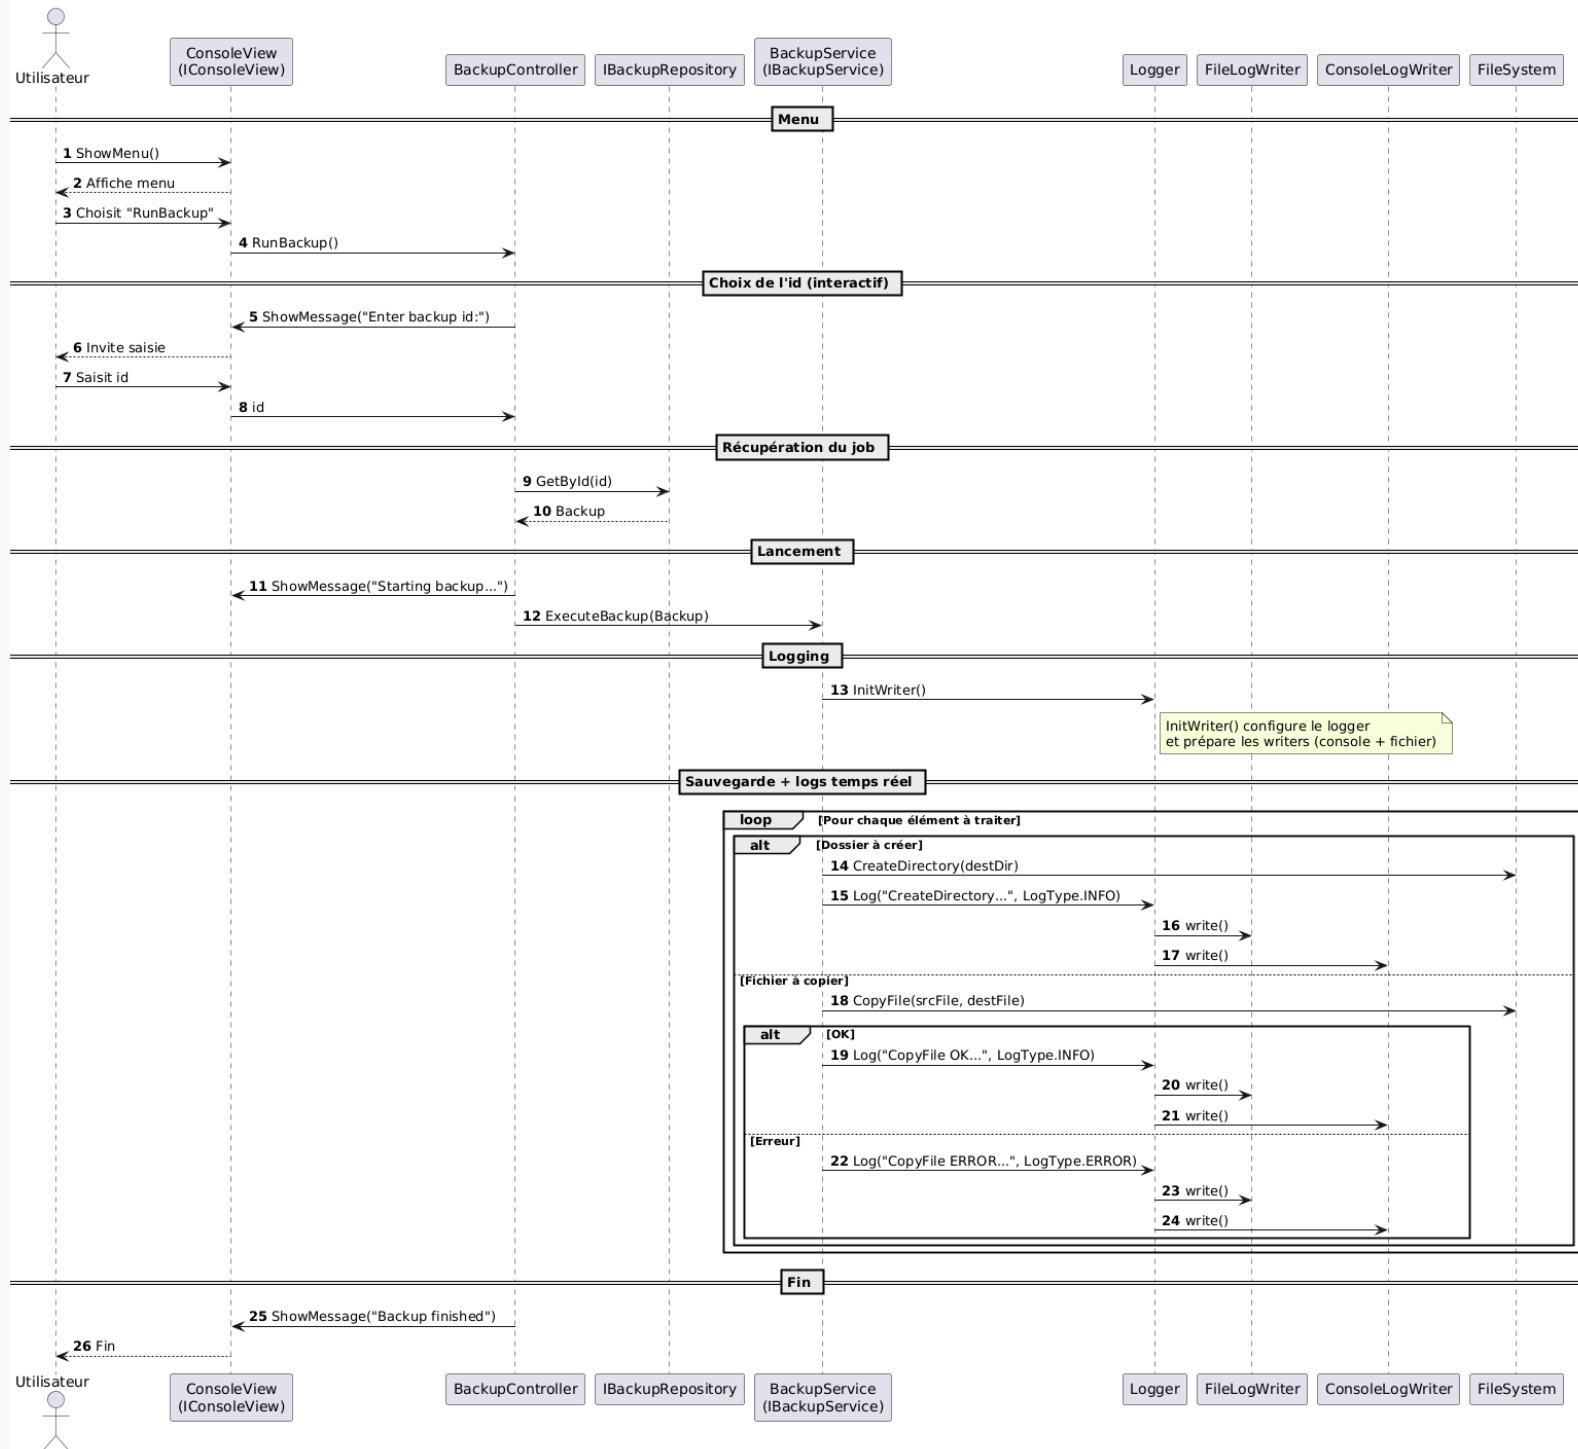 Utilisateur
ConsoleView
(IConsoleView)
BackupController
IBackupRepository
BackupService
(IBackupService)
Logger
FileLogWriter
ConsoleLogWriter
FileSystem
Menu
1 ShowMenu()
2 Affiche menu
3 Choisit "RunBackup"
4 RunBackup()
Choix de l'id (interactif)
5 ShowMessage("Enter backup id:")
6 Invite saisie
7 Saisit id
8 id
Récupération du job
9 GetById(id)
10 Backup
Lancement
11 ShowMessage("Starting backup...")
12 ExecuteBackup(Backup)
Logging
13 InitWriter()
InitWriter() configure le logger
et prépare les writers (console + fichier)
Sauvegarde + logs temps réel
loop [Pour chaque élément à traiter]
alt [Dossier à créer]
14 CreateDirectory(destDir)
15 Log("CreateDirectory...", LogType.INFO)
16 write()
17 write()
[Fichier à copier]
18 CopyFile(srcFile, destFile)
alt [OK]
19 Log("CopyFile OK...", LogType.INFO)
20 write()
21 write()
[Erreur]
22 Log("CopyFile ERROR...", LogType.ERROR)
23 write()
24 write()
Fin
25 ShowMessage("Backup finished")
26 Fin
Utilisateur
ConsoleView
(IConsoleView)
BackupController
IBackupRepository
BackupService
(IBackupService)
Logger
FileLogWriter
ConsoleLogWriter
FileSystem